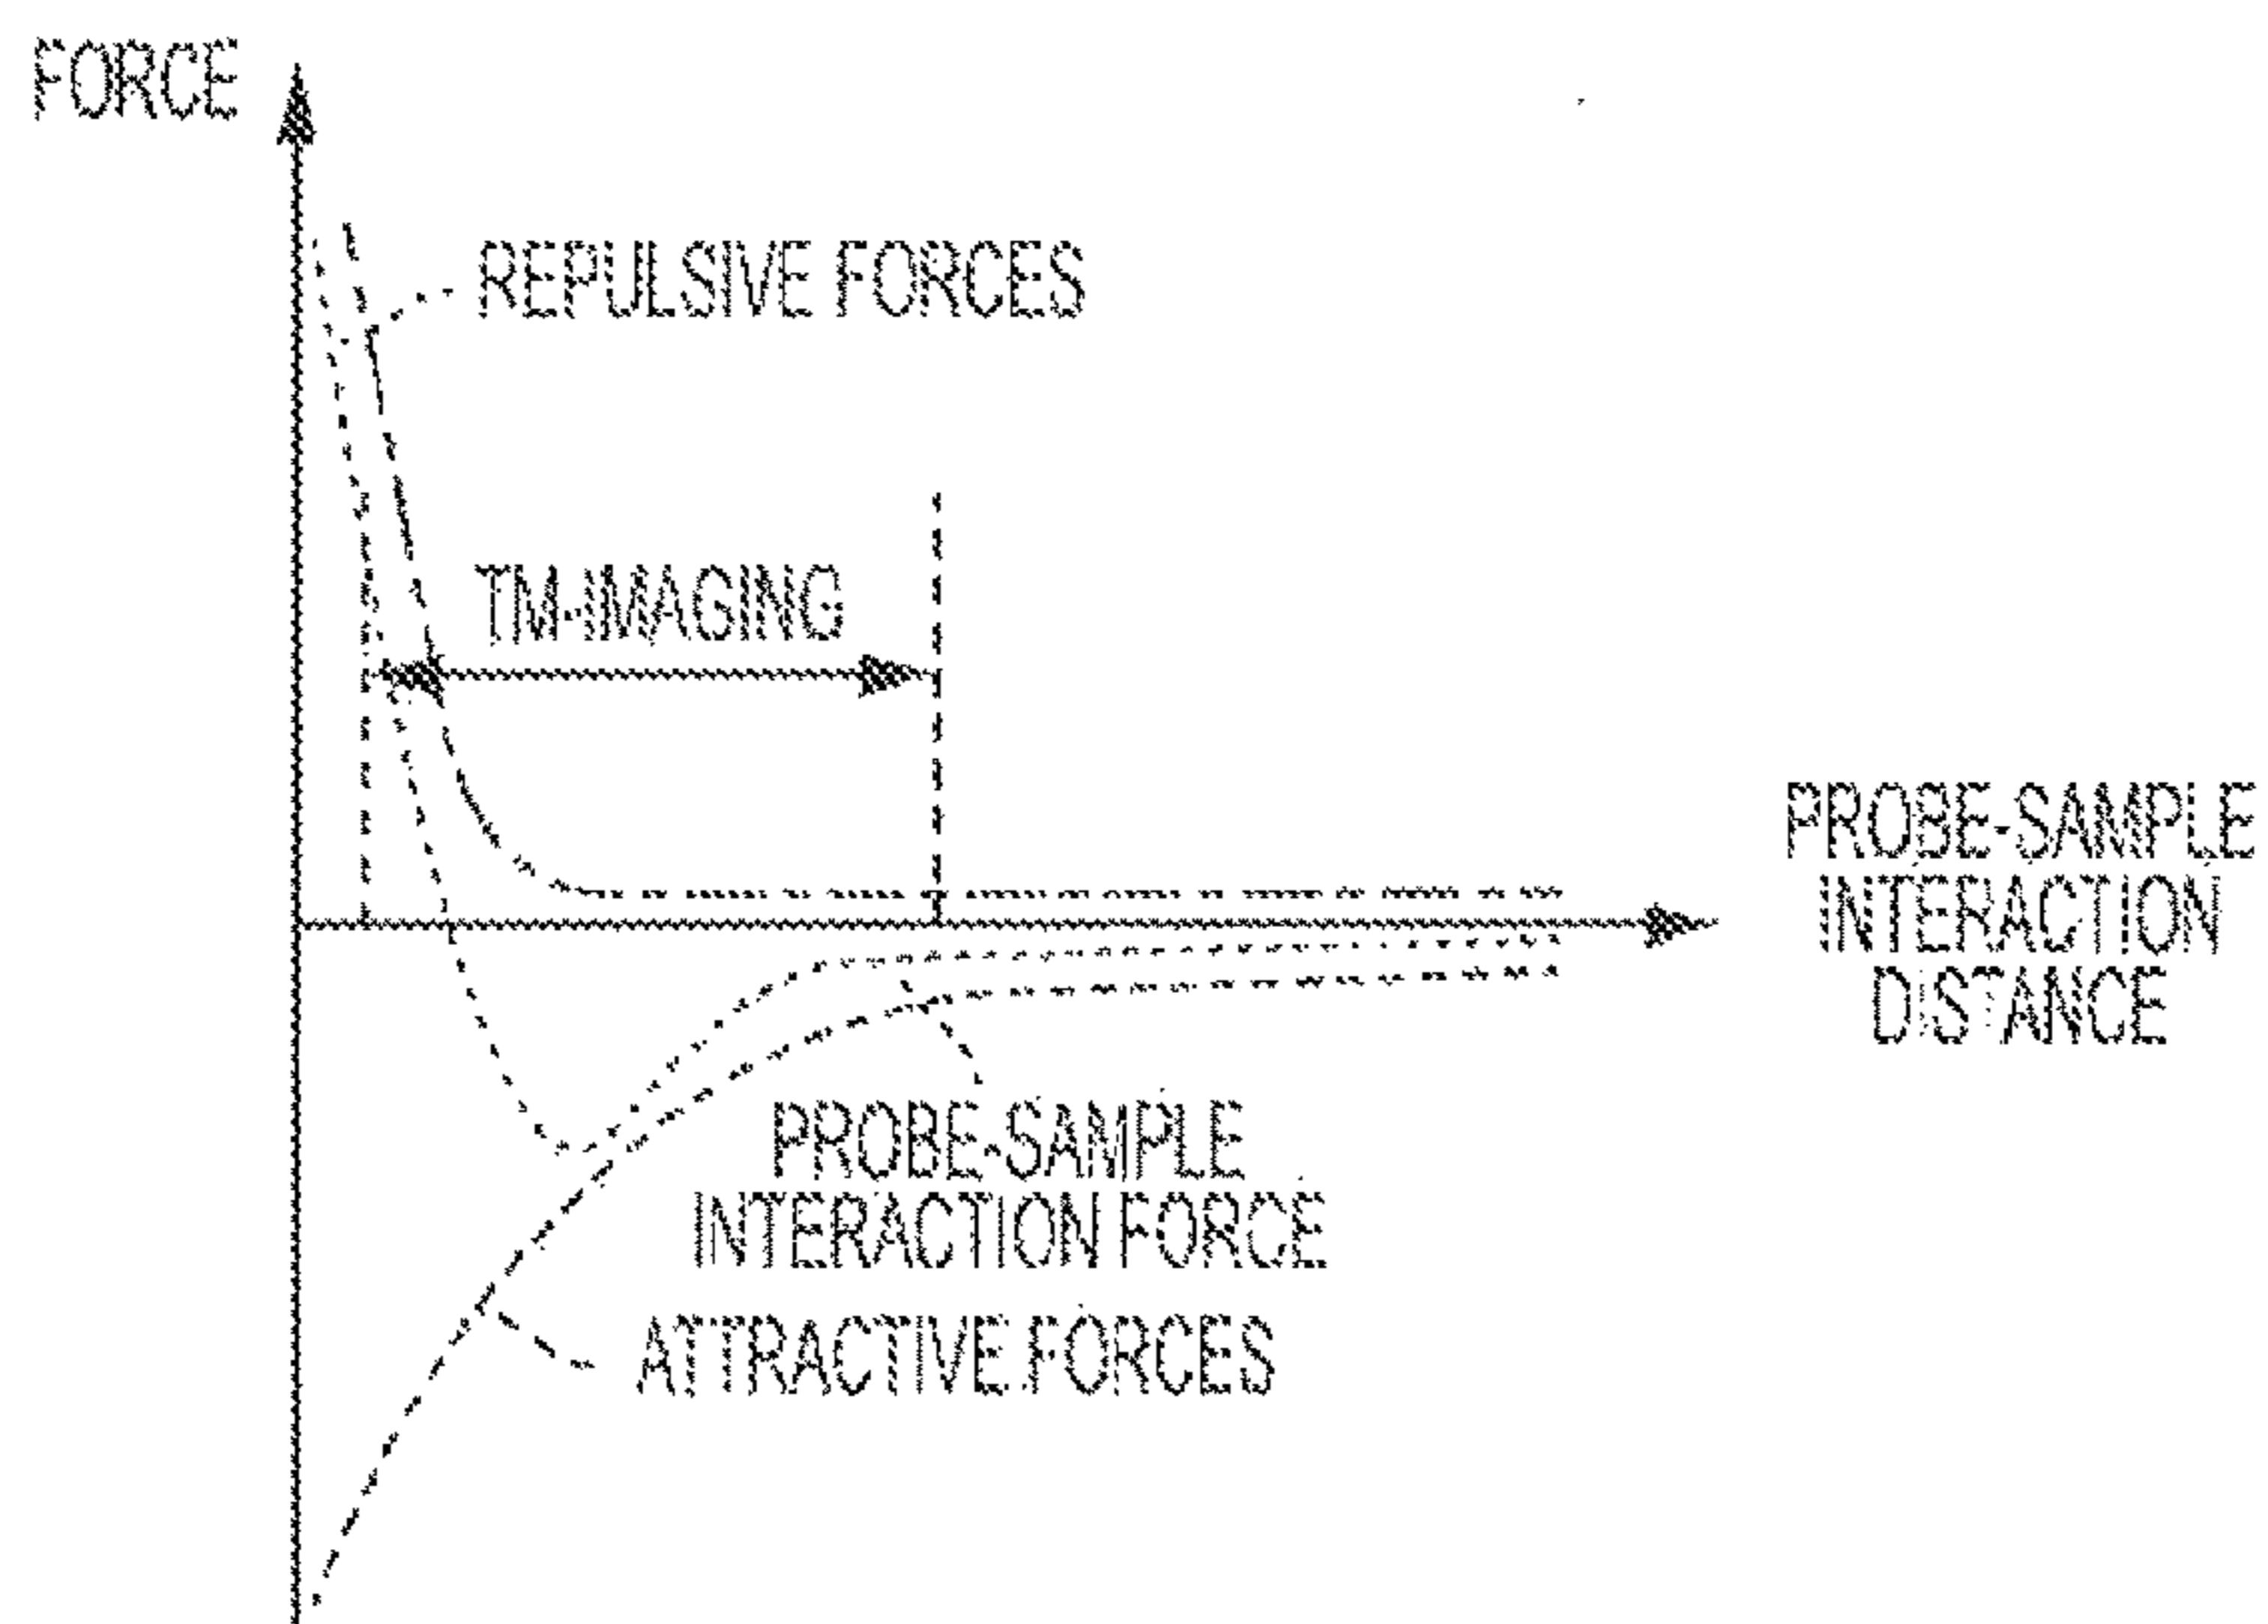 FORCE
REPULSIVE FORCES
TM-IMAGING
PROBE-SAMPLE
INTERACTION
DISTANCE
PROBE-SAMPLE
INTERACTION FORCE
ATTRACTIVE FORCES